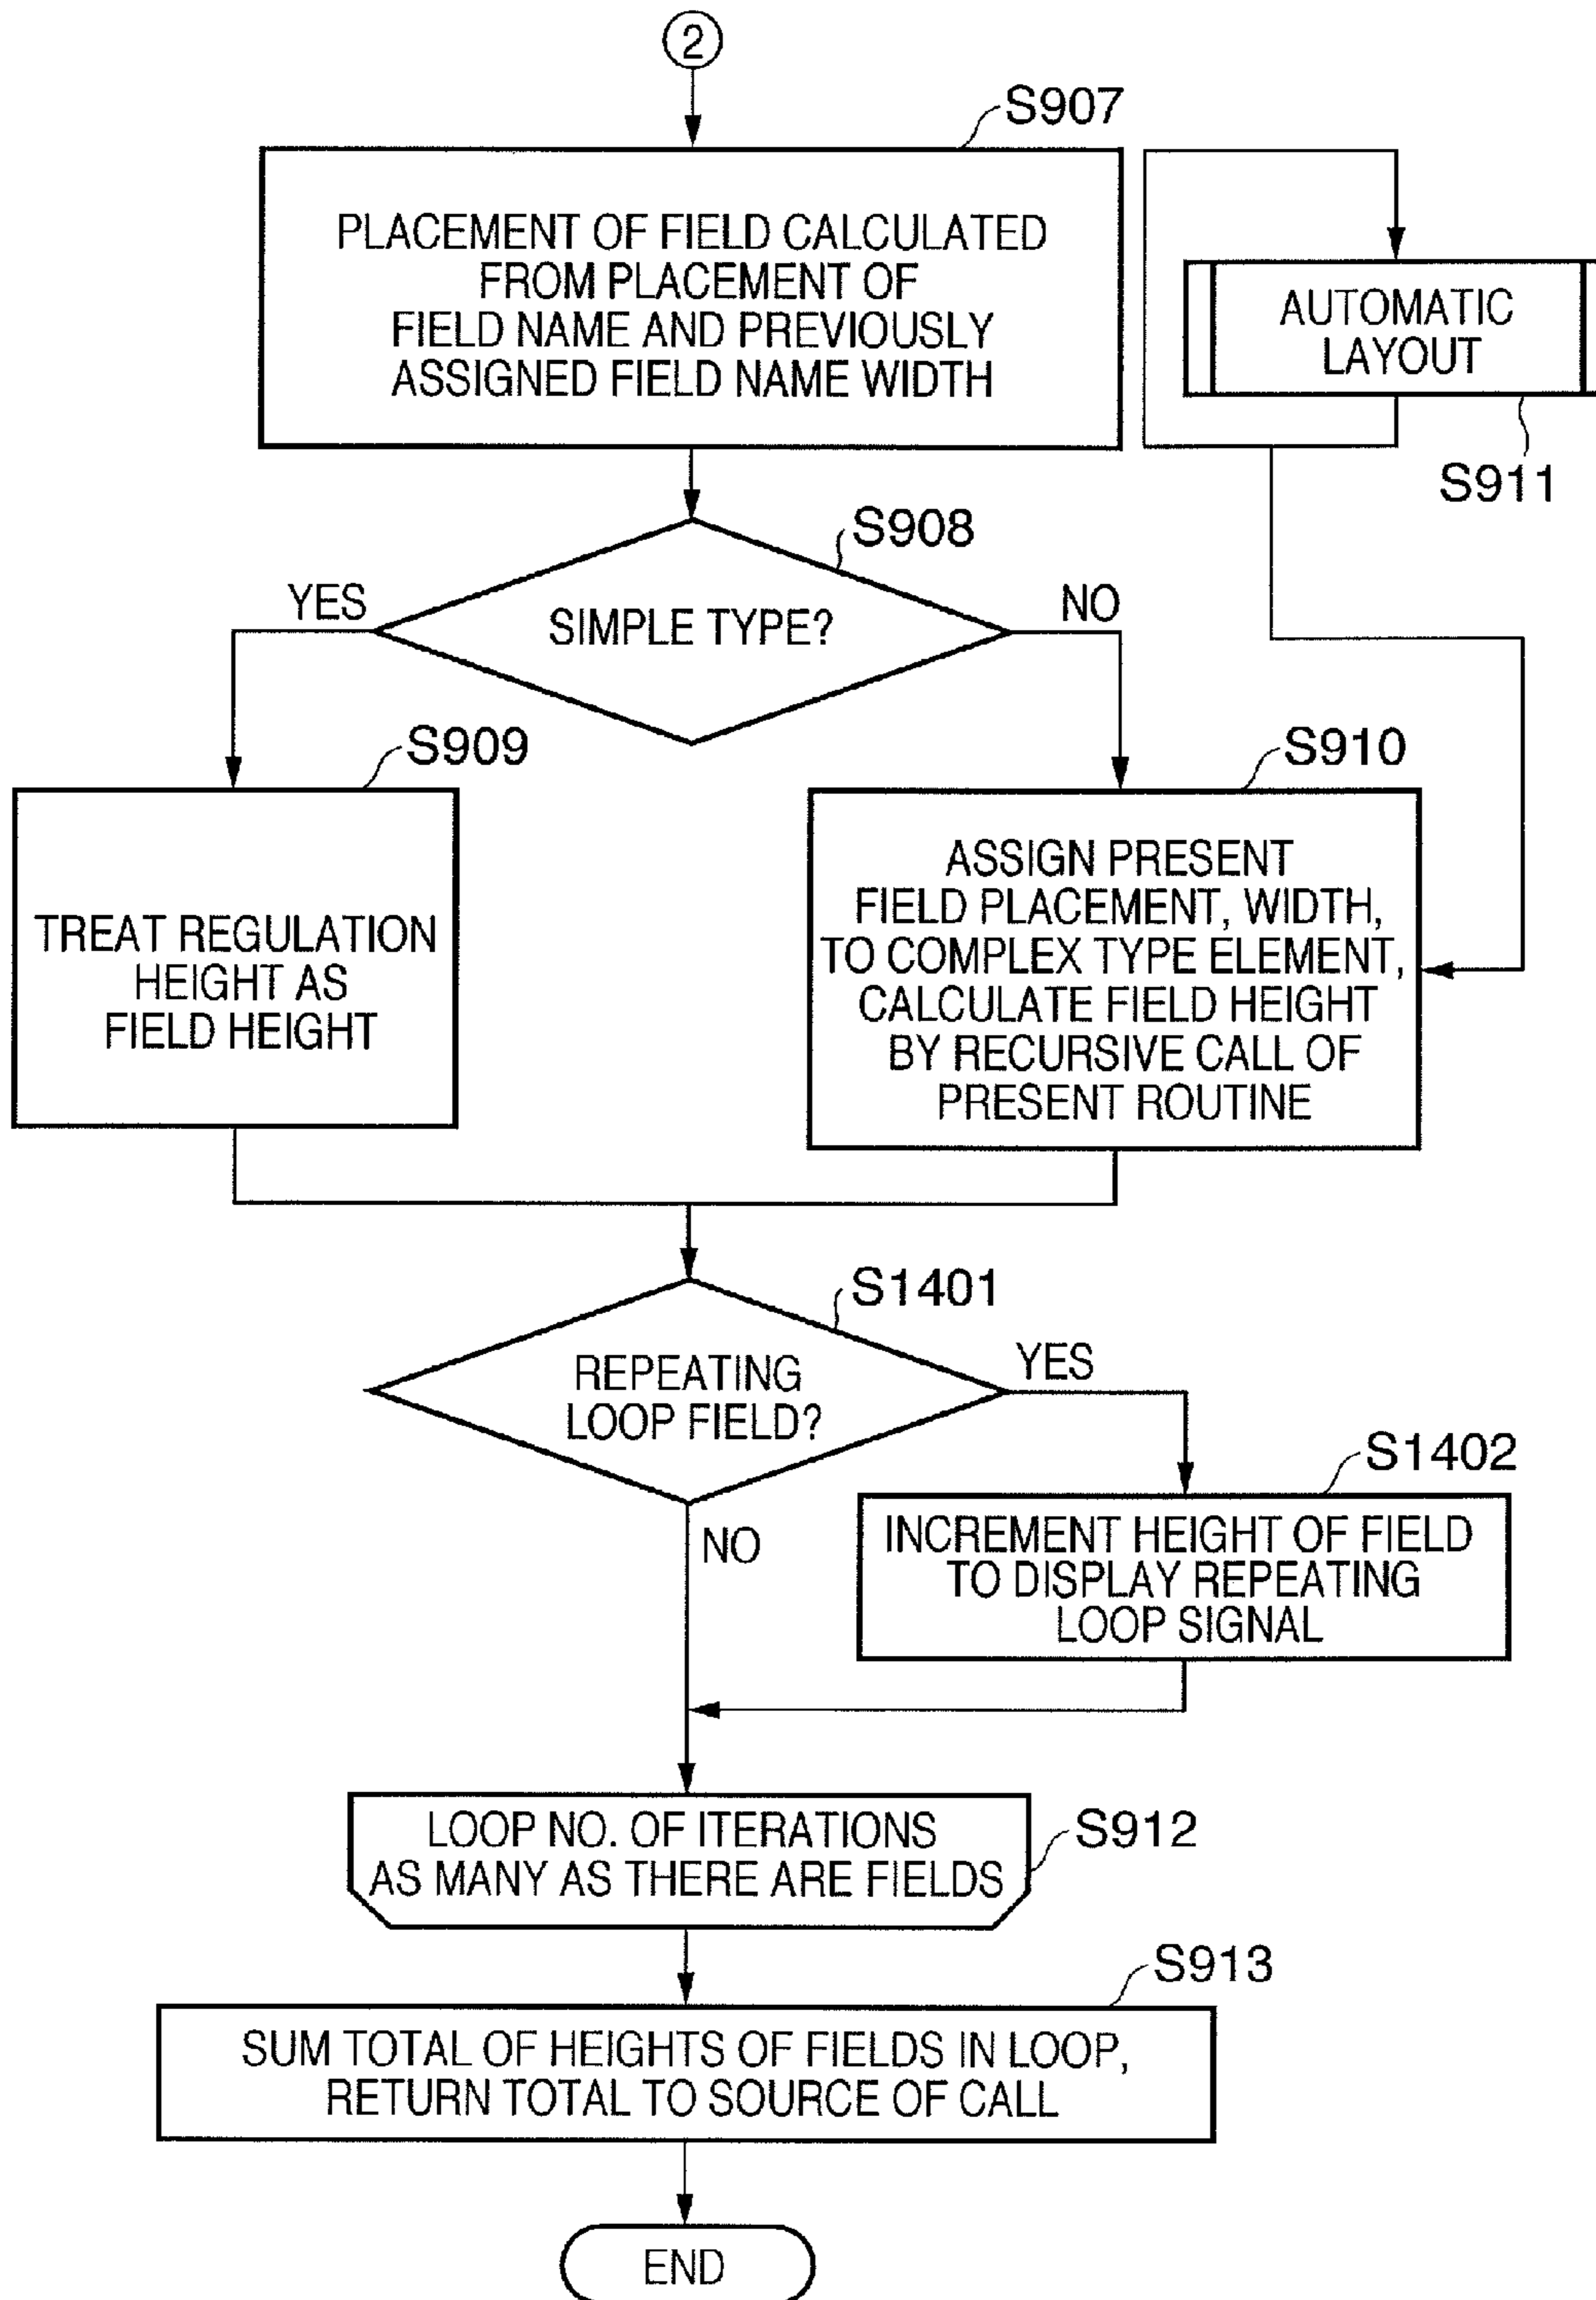 2
S907
PLACEMENT OF FIELD CALCULATED
FROM PLACEMENT OF
FIELD NAME AND PREVIOUSLY
ASSIGNED FIELD NAME WIDTH
AUTOMATIC
LAYOUT
S911
S908
YES
SIMPLE TYPE?
NO
S909
S910
TREAT REGULATION
HEIGHT AS
FIELD HEIGHT
ASSIGN PRESENT
FIELD PLACEMENT, WIDTH,
TO COMPLEX TYPE ELEMENT,
CALCULATE FIELD HEIGHT
BY RECURSIVE CALL OF
PRESENT ROUTINE
S1401
REPEATING
LOOP FIELD?
YES
S1402
NO
INCREMENT HEIGHT OF FIELD
TO DISPLAY REPEATING
LOOP SIGNAL
LOOP NO. OF ITERATIONS
AS MANY AS THERE ARE FIELDS
S912
S913
SUM TOTAL OF HEIGHTS OF FIELDS IN LOOP,
RETURN TOTAL TO SOURCE OF CALL
END